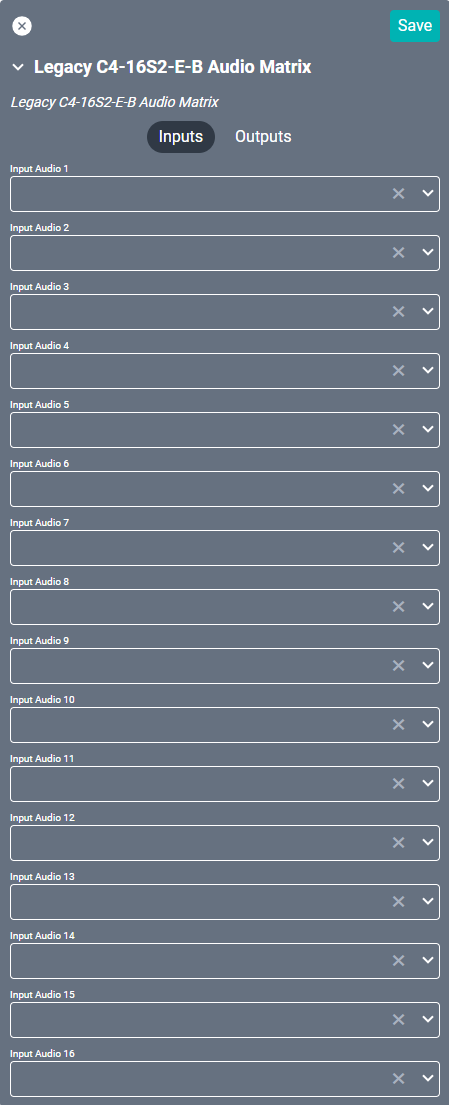 Save
Legacy C4-16S2-E-B Audio Matrix
Legacy C4-16S2-E-B Audio Matrix
Inputs Outputs
Input Audio 1
Input Audio 2
Input Audio 3
Input Audio 4
Input Audio 5
Input Audio 6
Input Audio 7
Input Audio 8
Input Audio 9
Input Audio 10
Input Audio 11
Input Audio 12
Input Audio 13
Input Audio 14
Input Audio 15
Input Audio 16